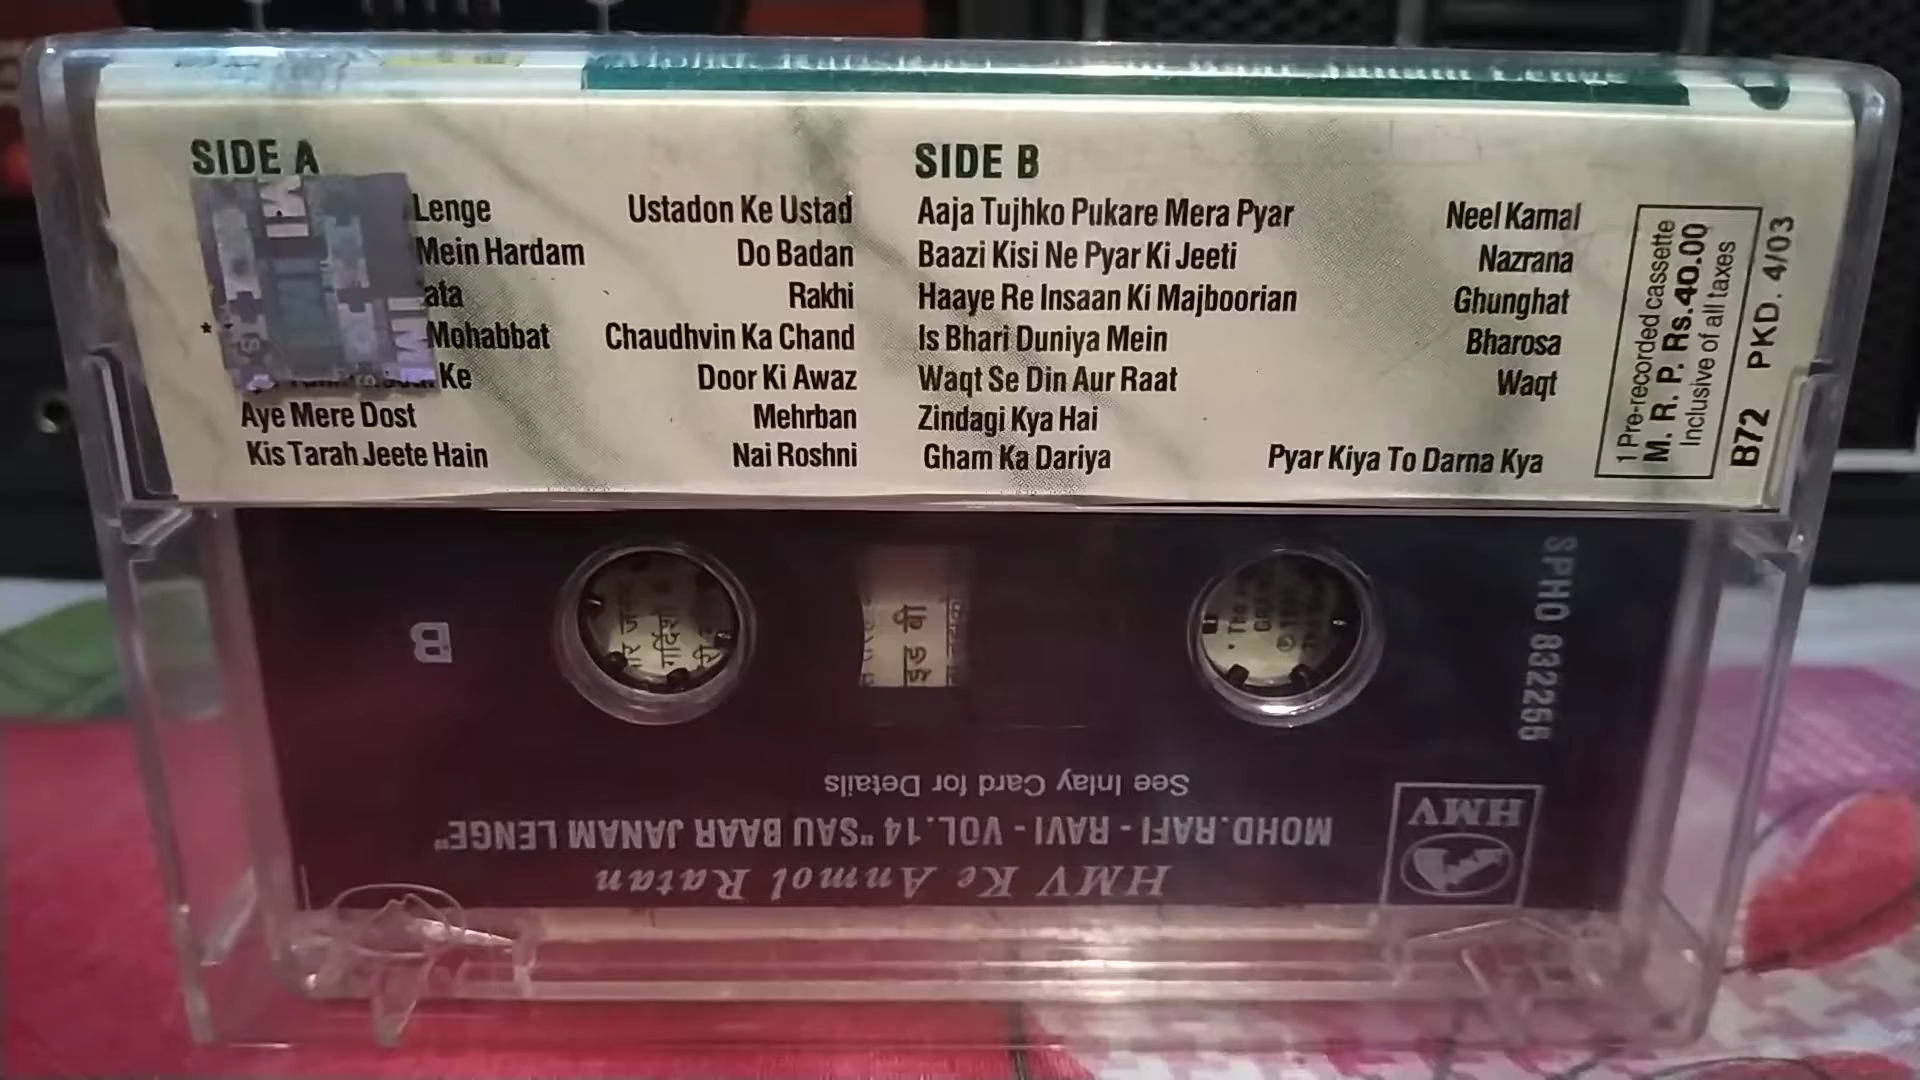 SIDE A
Lenge Ustadon Ke Ustad
Mein Hardam Do Badan
ata Rakhi
* Mohabbat Chaudhvin Ka Chand
Ke Door Ki Awaz
Aye Mere Dost Mehrban
Kis Tarah Jeete Hain Nai Roshni
SIDE B
Aaja Tujhko Pukare Mera Pyar Neel Kamal
Baazi Kisi Ne Pyar Ki Jeeti Nazrana
Haaye Re Insaan Ki Majboorian Ghunghat
Is Bhari Duniya Mein Bharosa
Waqt Se Din Aur Raat Waqt
Zindagi Kya Hai
Gham Ka Dariya Pyar Kiya To Darna Kya
1 Pre-recorded cassette
M. R. P. Rs.40.00
Inclusive of all taxes
B72 PKD. 4/03
B
इड बी
SPHO 832256
See Inlay Card for Details
MOHD.RAFI - RAVI - VOL.14 "SAU BAAR JANAM LENGE"
HMV Ke Anmol Ratan
HMV